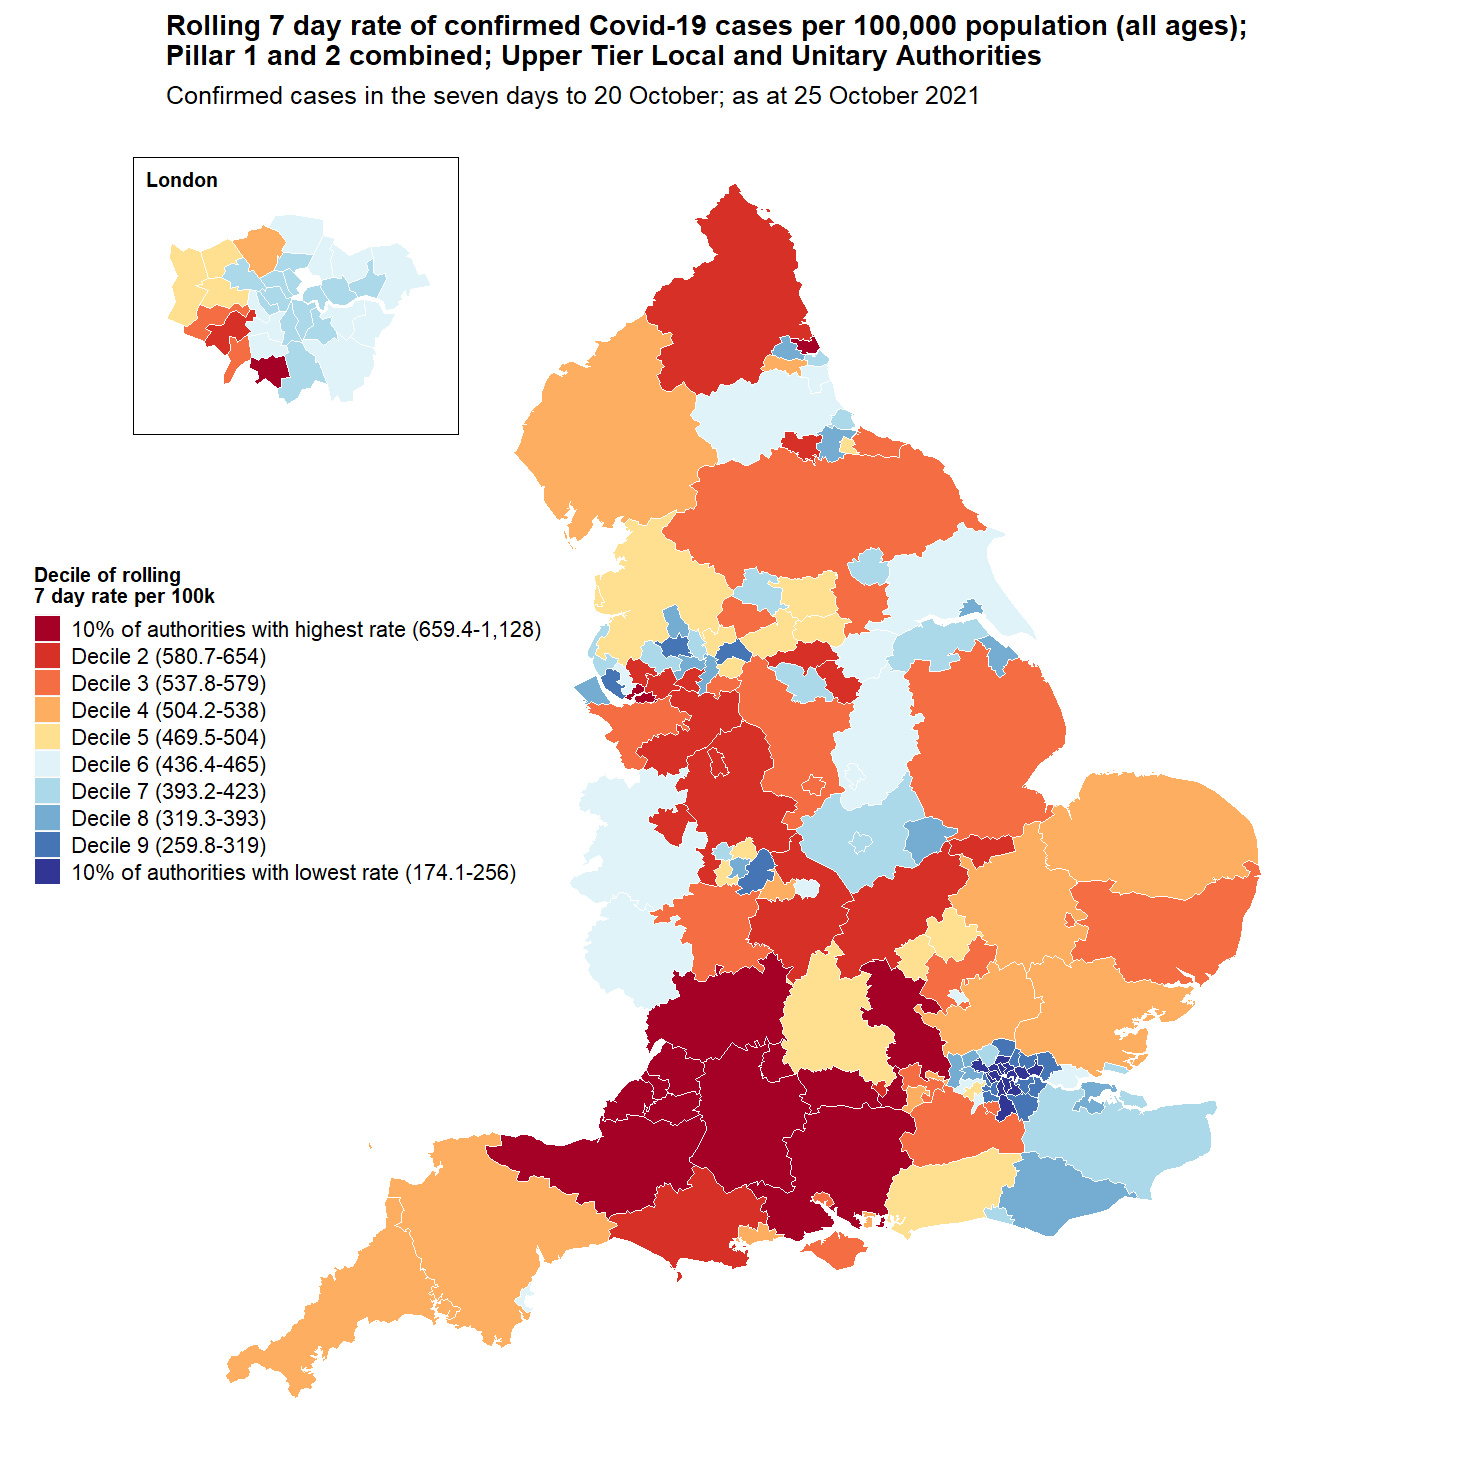 Rolling 7 day rate of confirmed Covid-19 cases per 100,000 population (all ages);
Pillar 1 and 2 combined; Upper Tier Local and Unitary Authorities
Confirmed cases in the seven days to 20 October; as at 25 October 2021
London
Decile of rolling
7 day rate per 100k
10% of authorities with highest rate (659.4-1,128)
Decile 2 (580.7-654)
Decile 3 (537.8-579)
Decile 4 (504.2-538)
Decile 5 (469.5-504)
Decile 6 (436.4-465)
Decile 7 (393.2-423)
Decile 8 (319.3-393)
Decile 9 (259.8-319)
10% of authorities with lowest rate (174.1-256)